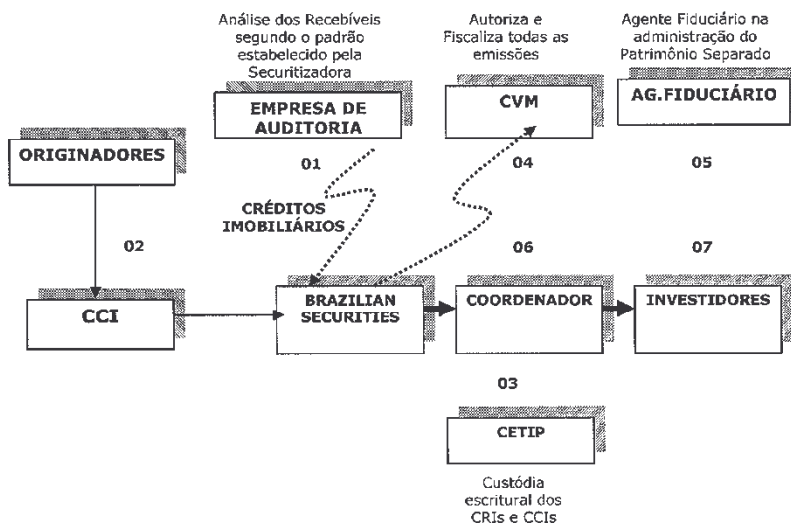 Análise dos Recebíveis
segundo o padrão
estabelecido pela
Securitizadora
Autoriza e
Fiscaliza todas as
emissões
Agente Fiduciário na
administração do
Patrimônio Separado
EMPRESA DE
AUDITORIA
CVM
AG.FIDUCIÁRIO
ORIGINADORES
01
04
05
CRÉDITOS
IMOBILIÁRIOS
02
06
07
CCI
BRAZILIAN
SECURITIES
COORDENADOR
INVESTIDORES
03
CETIP
Custódia
escritural dos
CRIs e CCIs